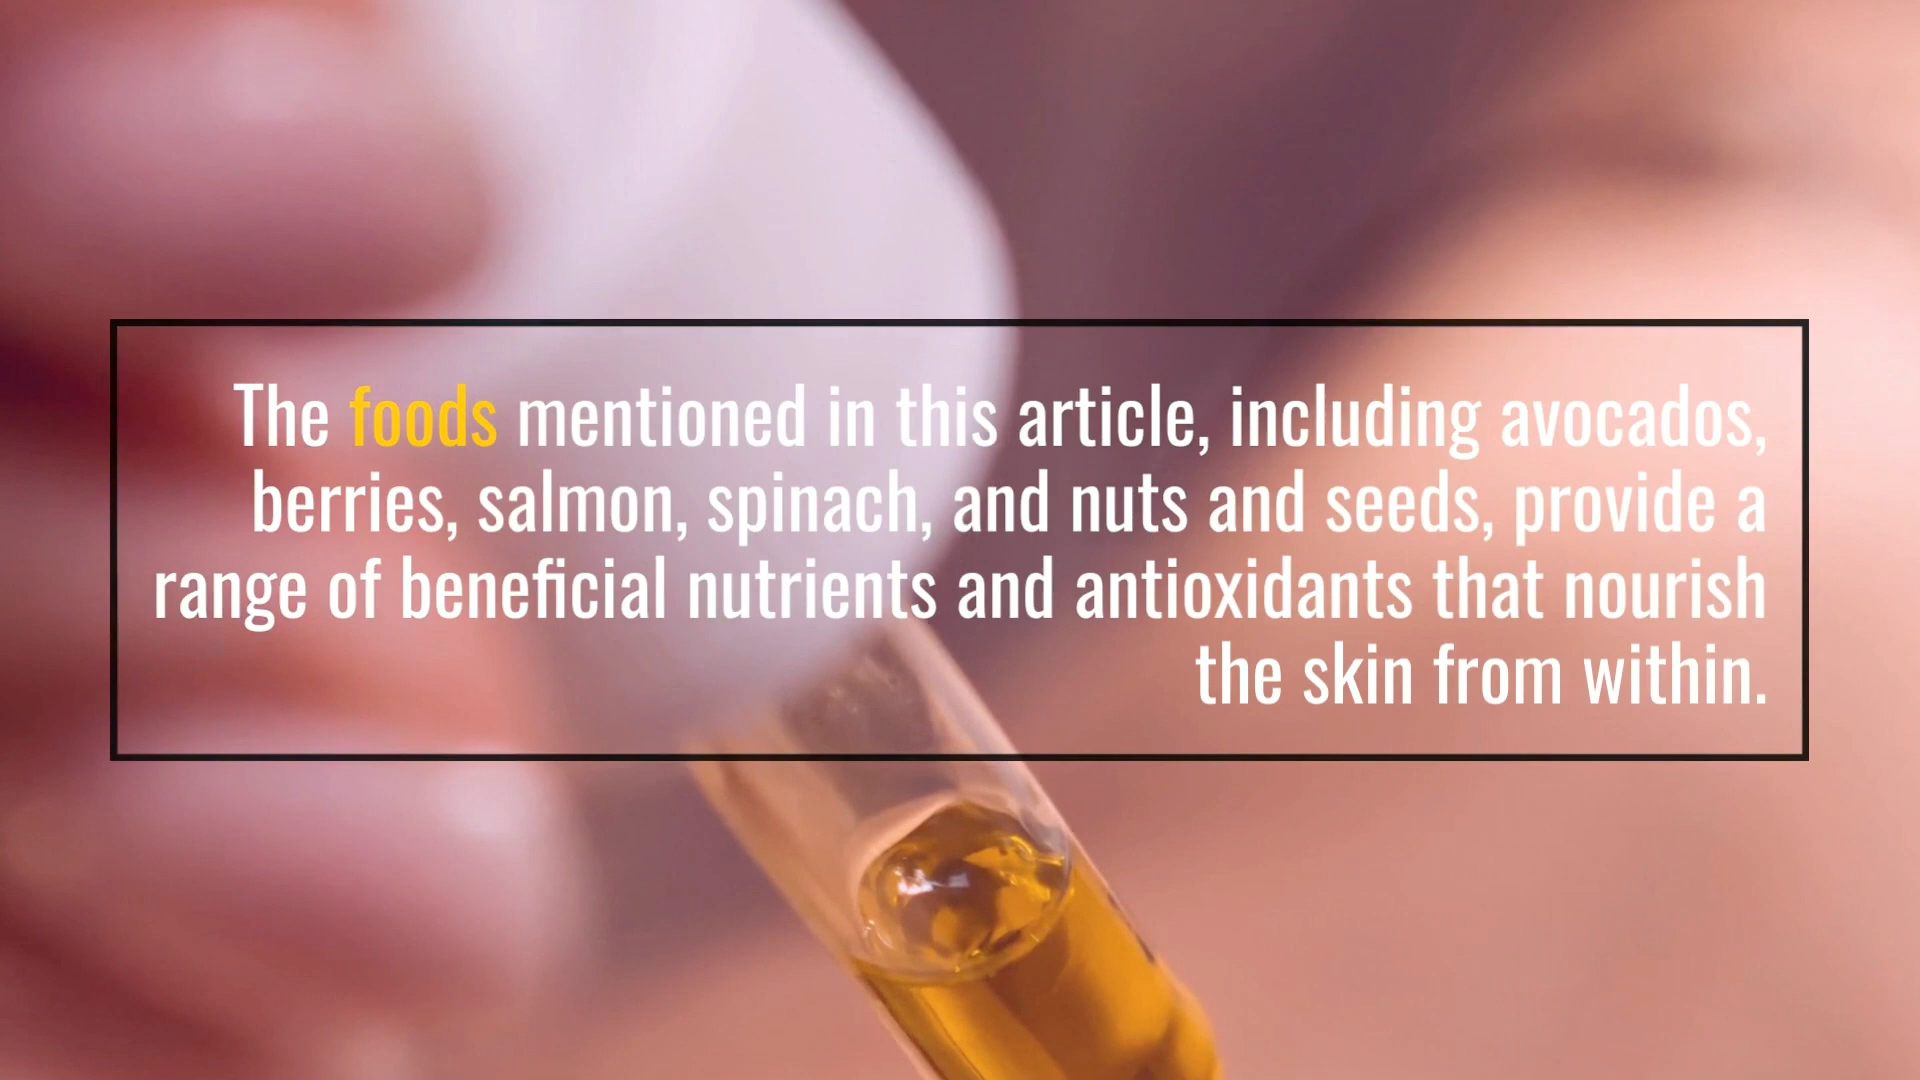 The foods mentioned in this article, including avocados,
berries, salmon, spinach, and nuts and seeds, provide a
range of beneficial nutrients and antioxidants that nourish
the skin from within.